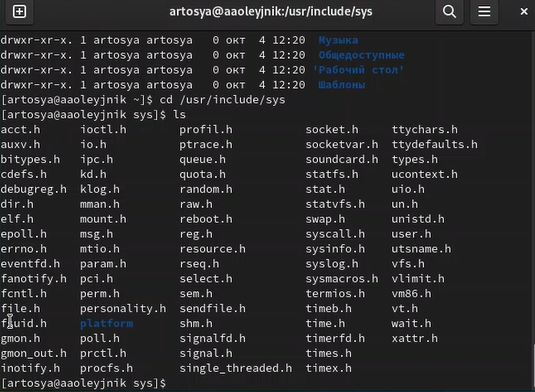 artosya@aaoleyjnik:/usr/include/sys
drwxr-xr-x. 1 artosya artosya 0 окт 4 12:20 Музыка
drwxr-xr-x. 1 artosya artosya 0 окт 4 12:20 Общедоступные
drwxr-xr-x. 1 artosya artosya 0 окт 4 12:20 'Рабочий стол'
drwxr-xr-x. 1 artosya artosya 0 окт 4 12:20 Шаблоны
[artosya@aaoleyjnik ~]$ cd /usr/include/sys
[artosya@aaoleyjnik sys]$ ls
acct.h ioctl.h profil.h socket.h ttychars.h
auxv.h io.h ptrace.h socketvar.h ttydefaults.h
bitypes.h ipc.h queue.h soundcard.h types.h
cdefs.h kd.h quota.h statfs.h ucontext.h
debugreg.h klog.h random.h stat.h uio.h
dir.h mman.h raw.h statvfs.h un.h
elf.h mount.h reboot.h swap.h unistd.h
epoll.h msg.h reg.h syscall.h user.h
errno.h mtio.h resource.h sysinfo.h utsname.h
eventfd.h param.h rseq.h syslog.h vfs.h
fanotify.h pci.h select.h sysmacros.h vlimit.h
fcntl.h perm.h sem.h termios.h vm86.h
file.h personality.h sendfile.h timeb.h vt.h
fsuid.h platform shm.h time.h wait.h
gmon.h poll.h signalfd.h timerfd.h xattr.h
gmon_out.h prctl.h signal.h times.h
inotify.h procfs.h single_threaded.h timex.h
[artosya@aaoleyjnik sys]$